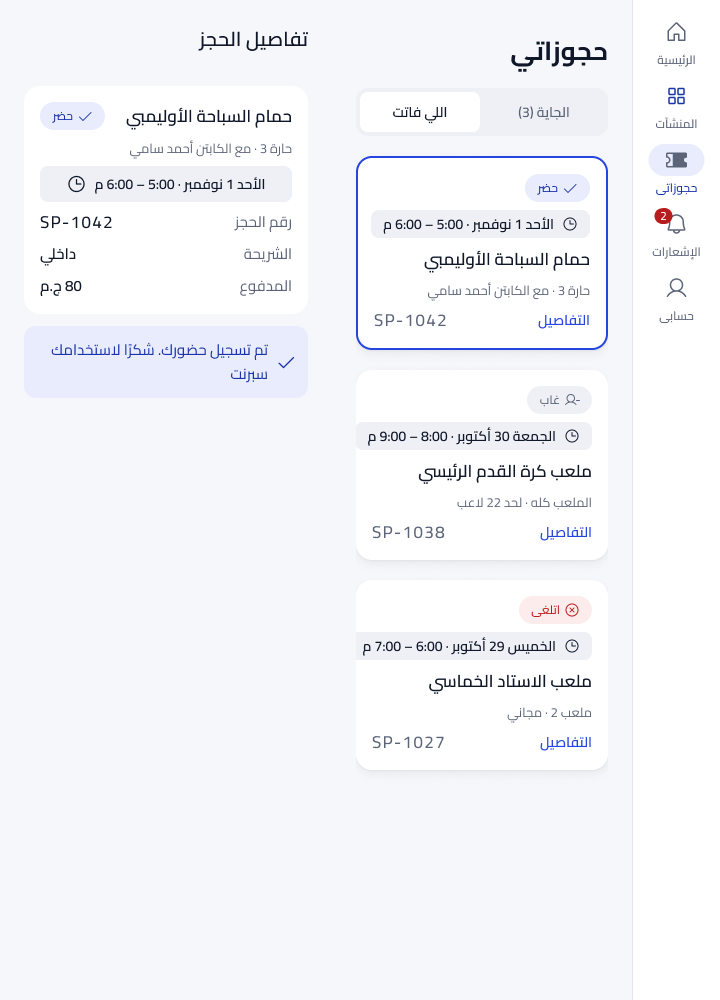 الرئيسية
المنشآت
حجوزاتى
2
الإشعارات
حسابى
حجوزاتي
الجاية (3)
اللي فاتت
حضر
الأحد 1 نوفمبر · 5:00 – 6:00 م
حمام السباحة الأوليمبي
حارة 3 · مع الكابتن أحمد سامي
التفاصيل
SP-1042
غاب
الجمعة 30 أكتوبر · 8:00 – 9:00 م
ملعب كرة القدم الرئيسي
الملعب كله · لحد 22 لاعب
التفاصيل
SP-1038
اتلغى
الخميس 29 أكتوبر · 6:00 – 7:00 م
ملعب الاستاد الخماسي
ملعب 2 · مجاني
التفاصيل
SP-1027
تفاصيل الحجز
حمام السباحة الأوليمبي
حضر
حارة 3 · مع الكابتن أحمد سامي
الأحد 1 نوفمبر · 5:00 – 6:00 م
رقم الحجز
SP-1042
الشريحة
داخلي
المدفوع
80 ج.م
تم تسجيل حضورك. شكرًا لاستخدامك
سبرنت